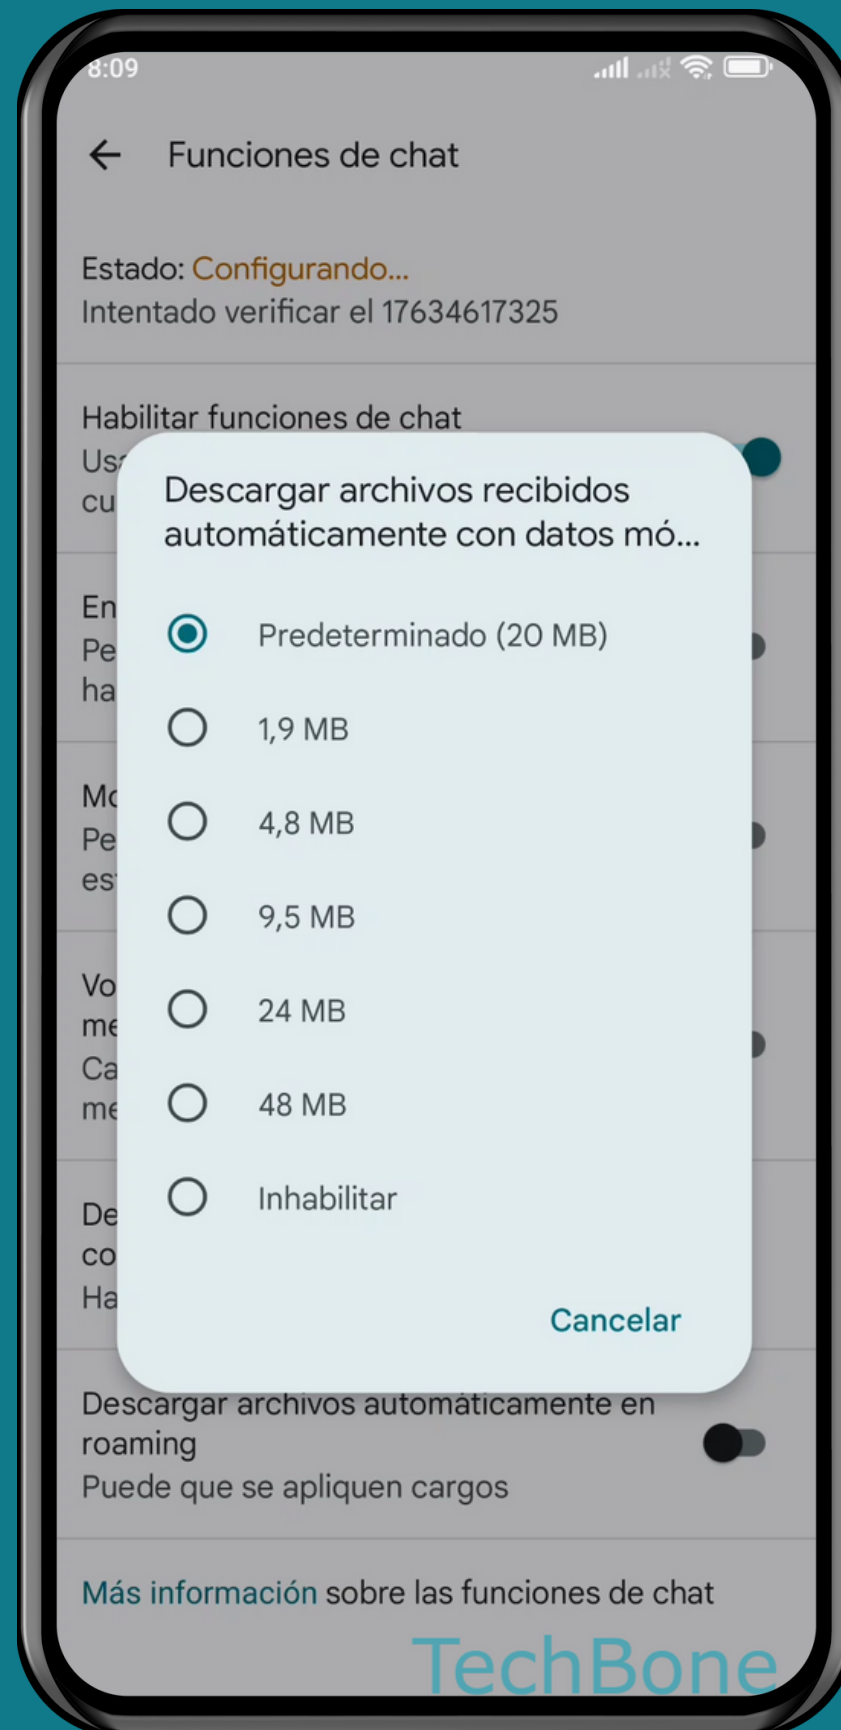 8:09
Funciones de chat
Estado: Configurando...
Intentado verificar el 17634617325
Habilitar funciones de chat
Descargar archivos recibidos
automáticamente con datos mó...
Predeterminado (20 MB)
1,9 MB
4,8 MB
9,5 MB
24 MB
48 MB
Inhabilitar
Cancelar
Descargar archivos automáticamente en
roaming
Puede que se apliquen cargos
Más información sobre las funciones de chat
TechBone